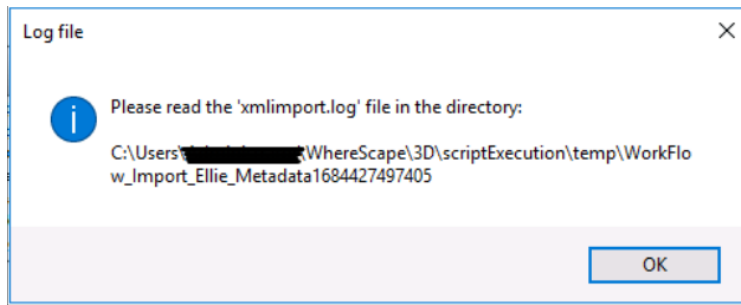 Log file
Please read the 'xmlimport.log' file in the directory:
C:\Users\ \WhereScape\3D\scriptExecution\temp\WorkFlo
w_Import_Ellie_Metadata1684427497405
OK